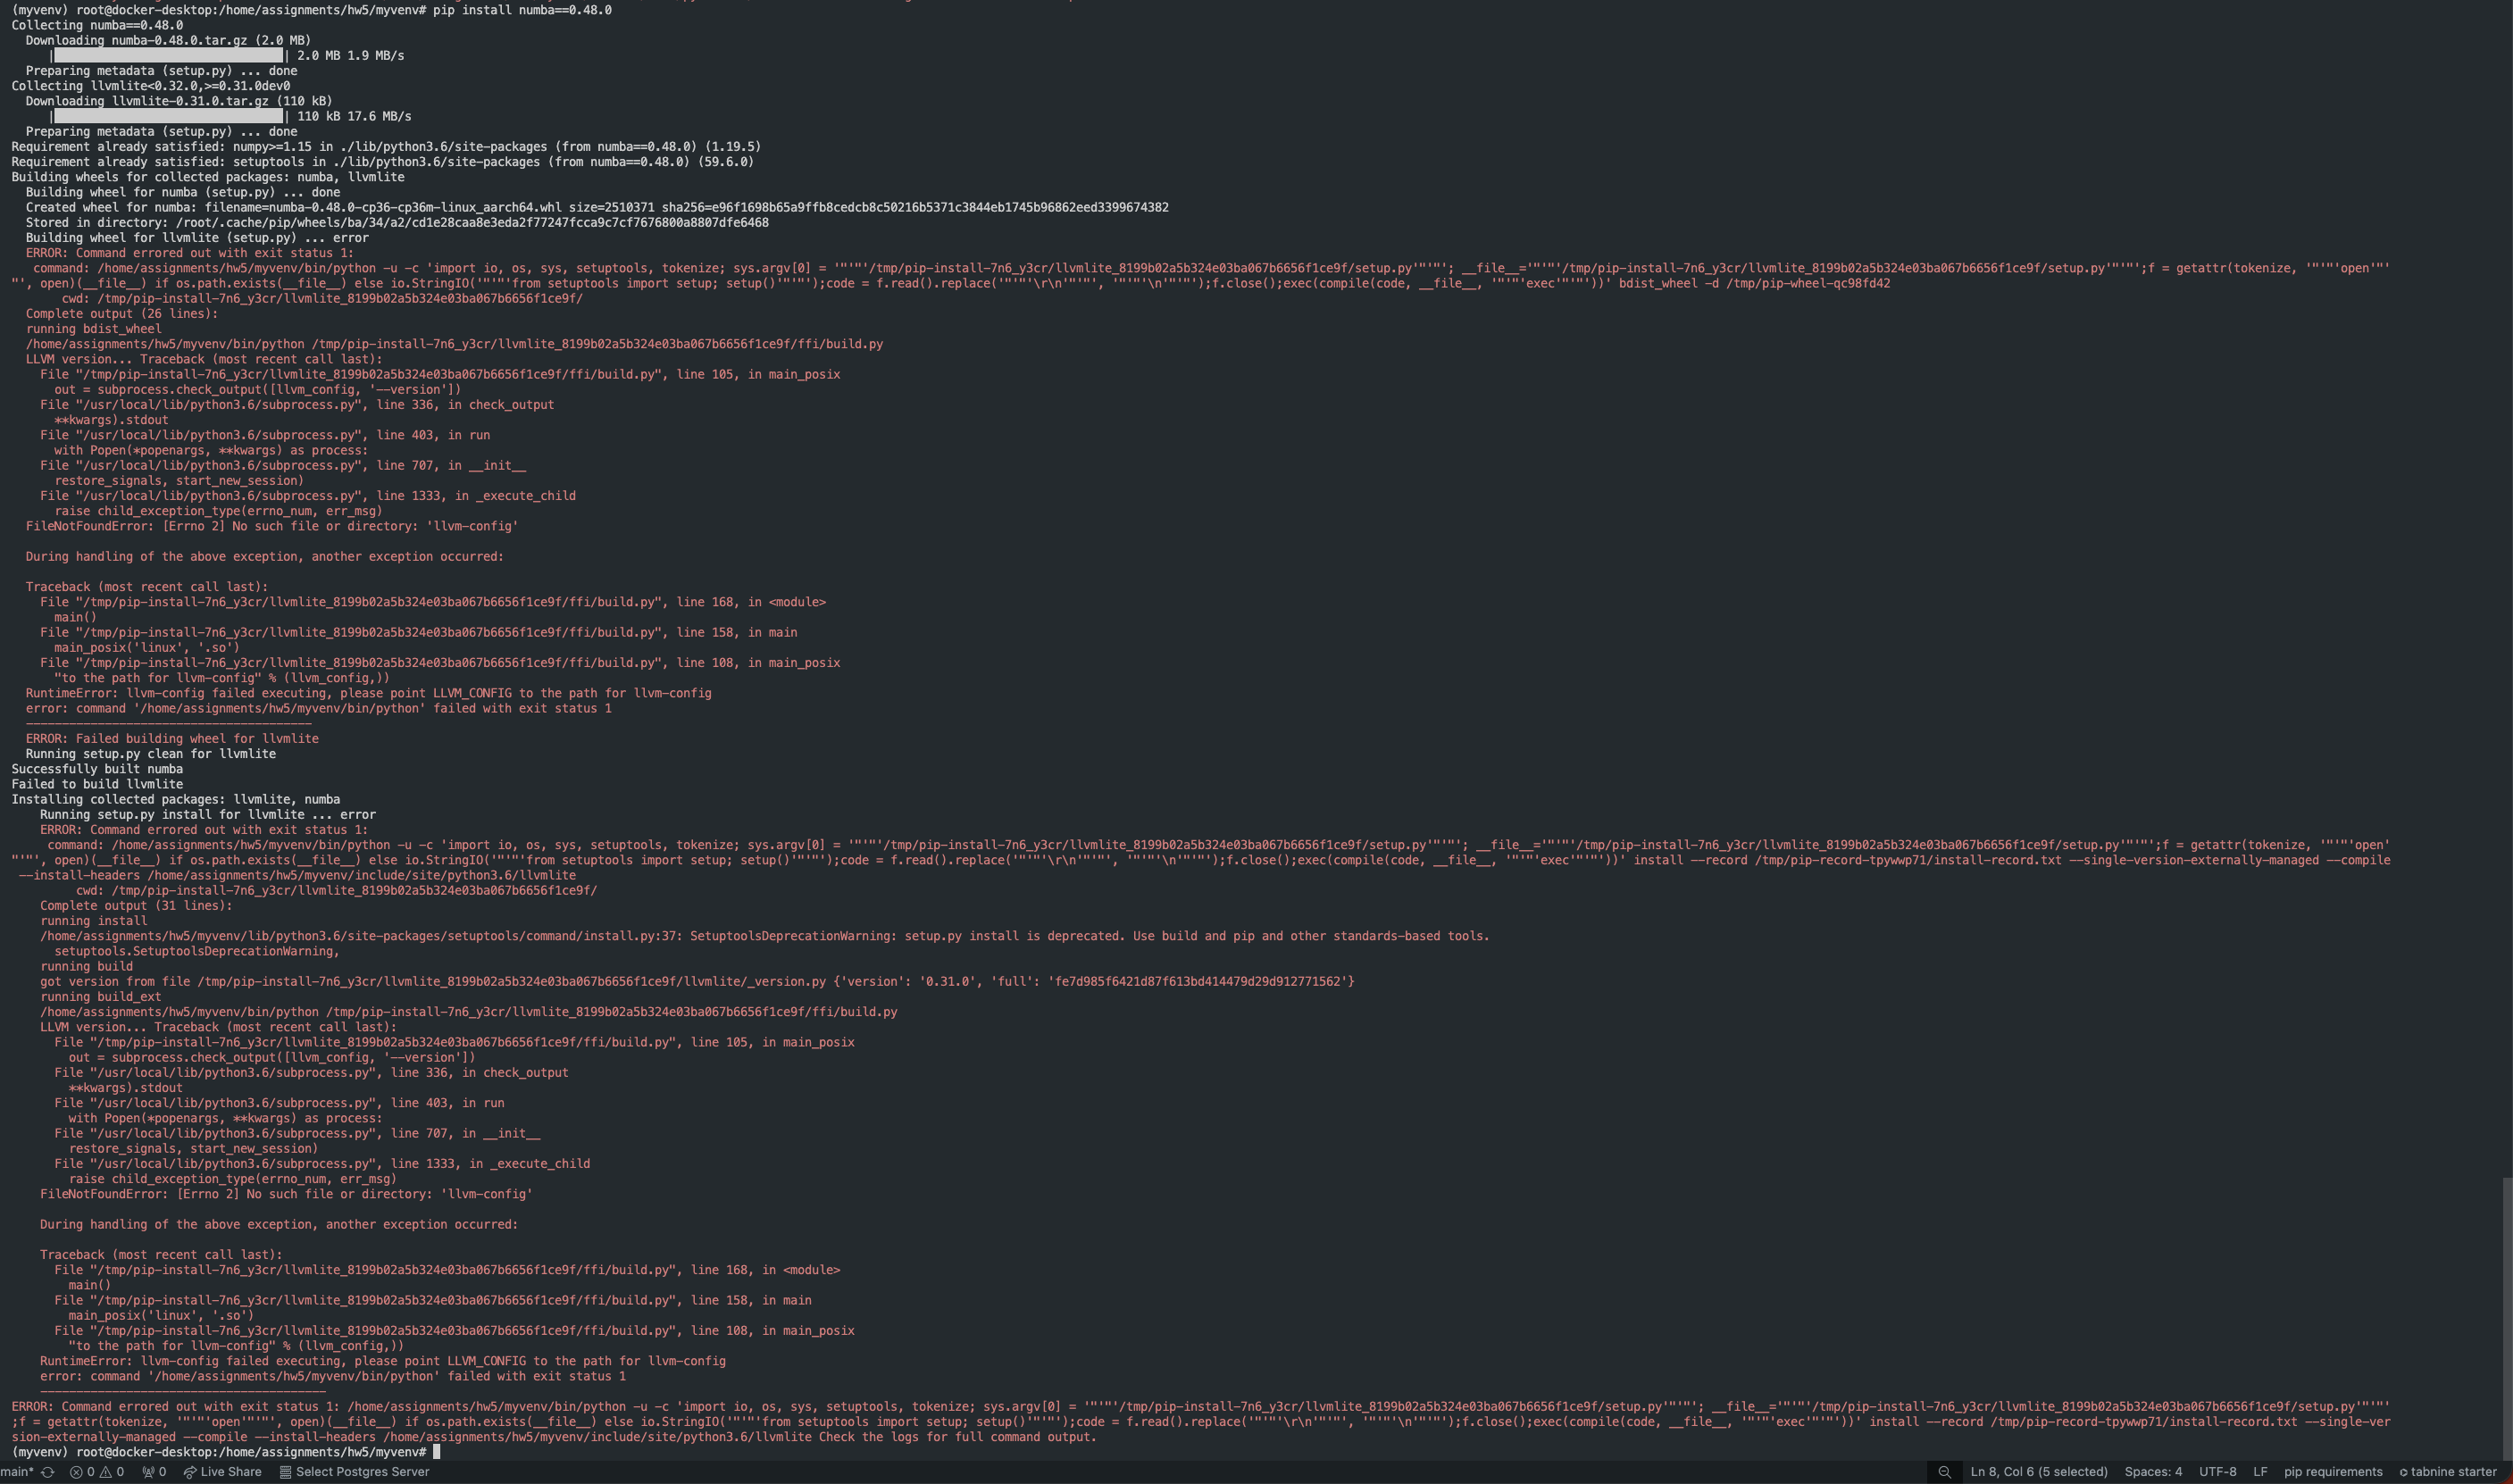 (myvenv) root@docker-desktop:/home/assignments/hw5/myvenv# pip install numba==0.48.0
Collecting numba==0.48.0
  Downloading numba-0.48.0.tar.gz (2.0 MB)
     |████████████████████████████████| 2.0 MB 1.9 MB/s
  Preparing metadata (setup.py) ... done
Collecting llvmlite<0.32.0,>=0.31.0dev0
  Downloading llvmlite-0.31.0.tar.gz (110 kB)
     |████████████████████████████████| 110 kB 17.6 MB/s
  Preparing metadata (setup.py) ... done
Requirement already satisfied: numpy>=1.15 in ./lib/python3.6/site-packages (from numba==0.48.0) (1.19.5)
Requirement already satisfied: setuptools in ./lib/python3.6/site-packages (from numba==0.48.0) (59.6.0)
Building wheels for collected packages: numba, llvmlite
  Building wheel for numba (setup.py) ... done
  Created wheel for numba: filename=numba-0.48.0-cp36-cp36m-linux_aarch64.whl size=2510371 sha256=e96f1698b65a9ffb8cedcb8c50216b5371c3844eb1745b96862eed3399674382
  Stored in directory: /root/.cache/pip/wheels/ba/34/a2/cd1e28caa8e3eda2f77247fcca9c7cf7676800a8807dfe6468
  Building wheel for llvmlite (setup.py) ... error
  ERROR: Command errored out with exit status 1:
   command: /home/assignments/hw5/myvenv/bin/python -u -c 'import io, os, sys, setuptools, tokenize; sys.argv[0] = '"'"'/tmp/pip-install-7n6_y3cr/llvmlite_8199b02a5b324e03ba067b6656f1ce9f/setup.py'"'"'; __file__='"'"'/tmp/pip-install-7n6_y3cr/llvmlite_8199b02a5b324e03ba067b6656f1ce9f/setup.py'"'"';f = getattr(tokenize, '"'"'open'"'
"', open)(__file__) if os.path.exists(__file__) else io.StringIO('"'"'from setuptools import setup; setup()'"'"');code = f.read().replace('"'"'\r\n'"'"', '"'"'\n'"'"');f.close();exec(compile(code, __file__, '"'"'exec'"'"'))' bdist_wheel -d /tmp/pip-wheel-qc98fd42
       cwd: /tmp/pip-install-7n6_y3cr/llvmlite_8199b02a5b324e03ba067b6656f1ce9f/
  Complete output (26 lines):
  running bdist_wheel
  /home/assignments/hw5/myvenv/bin/python /tmp/pip-install-7n6_y3cr/llvmlite_8199b02a5b324e03ba067b6656f1ce9f/ffi/build.py
  LLVM version... Traceback (most recent call last):
    File "/tmp/pip-install-7n6_y3cr/llvmlite_8199b02a5b324e03ba067b6656f1ce9f/ffi/build.py", line 105, in main_posix
      out = subprocess.check_output([llvm_config, '--version'])
    File "/usr/local/lib/python3.6/subprocess.py", line 336, in check_output
      **kwargs).stdout
    File "/usr/local/lib/python3.6/subprocess.py", line 403, in run
      with Popen(*popenargs, **kwargs) as process:
    File "/usr/local/lib/python3.6/subprocess.py", line 707, in __init__
      restore_signals, start_new_session)
    File "/usr/local/lib/python3.6/subprocess.py", line 1333, in _execute_child
      raise child_exception_type(errno_num, err_msg)
  FileNotFoundError: [Errno 2] No such file or directory: 'llvm-config'

  During handling of the above exception, another exception occurred:

  Traceback (most recent call last):
    File "/tmp/pip-install-7n6_y3cr/llvmlite_8199b02a5b324e03ba067b6656f1ce9f/ffi/build.py", line 168, in <module>
      main()
    File "/tmp/pip-install-7n6_y3cr/llvmlite_8199b02a5b324e03ba067b6656f1ce9f/ffi/build.py", line 158, in main
      main_posix('linux', '.so')
    File "/tmp/pip-install-7n6_y3cr/llvmlite_8199b02a5b324e03ba067b6656f1ce9f/ffi/build.py", line 108, in main_posix
      "to the path for llvm-config" % (llvm_config,))
  RuntimeError: llvm-config failed executing, please point LLVM_CONFIG to the path for llvm-config
  error: command '/home/assignments/hw5/myvenv/bin/python' failed with exit status 1
  ----------------------------------------
  ERROR: Failed building wheel for llvmlite
  Running setup.py clean for llvmlite
Successfully built numba
Failed to build llvmlite
Installing collected packages: llvmlite, numba
    Running setup.py install for llvmlite ... error
    ERROR: Command errored out with exit status 1:
     command: /home/assignments/hw5/myvenv/bin/python -u -c 'import io, os, sys, setuptools, tokenize; sys.argv[0] = '"'"'/tmp/pip-install-7n6_y3cr/llvmlite_8199b02a5b324e03ba067b6656f1ce9f/setup.py'"'"'; __file__='"'"'/tmp/pip-install-7n6_y3cr/llvmlite_8199b02a5b324e03ba067b6656f1ce9f/setup.py'"'"';f = getattr(tokenize, '"'"'open'
"'"', open)(__file__) if os.path.exists(__file__) else io.StringIO('"'"'from setuptools import setup; setup()'"'"');code = f.read().replace('"'"'\r\n'"'"', '"'"'\n'"'"');f.close();exec(compile(code, __file__, '"'"'exec'"'"'))' install --record /tmp/pip-record-tpywwp71/install-record.txt --single-version-externally-managed --compile
 --install-headers /home/assignments/hw5/myvenv/include/site/python3.6/llvmlite
         cwd: /tmp/pip-install-7n6_y3cr/llvmlite_8199b02a5b324e03ba067b6656f1ce9f/
    Complete output (31 lines):
    running install
    /home/assignments/hw5/myvenv/lib/python3.6/site-packages/setuptools/command/install.py:37: SetuptoolsDeprecationWarning: setup.py install is deprecated. Use build and pip and other standards-based tools.
      setuptools.SetuptoolsDeprecationWarning,
    running build
    got version from file /tmp/pip-install-7n6_y3cr/llvmlite_8199b02a5b324e03ba067b6656f1ce9f/llvmlite/_version.py {'version': '0.31.0', 'full': 'fe7d985f6421d87f613bd414479d29d912771562'}
    running build_ext
    /home/assignments/hw5/myvenv/bin/python /tmp/pip-install-7n6_y3cr/llvmlite_8199b02a5b324e03ba067b6656f1ce9f/ffi/build.py
    LLVM version... Traceback (most recent call last):
      File "/tmp/pip-install-7n6_y3cr/llvmlite_8199b02a5b324e03ba067b6656f1ce9f/ffi/build.py", line 105, in main_posix
        out = subprocess.check_output([llvm_config, '--version'])
      File "/usr/local/lib/python3.6/subprocess.py", line 336, in check_output
        **kwargs).stdout
      File "/usr/local/lib/python3.6/subprocess.py", line 403, in run
        with Popen(*popenargs, **kwargs) as process:
      File "/usr/local/lib/python3.6/subprocess.py", line 707, in __init__
        restore_signals, start_new_session)
      File "/usr/local/lib/python3.6/subprocess.py", line 1333, in _execute_child
        raise child_exception_type(errno_num, err_msg)
    FileNotFoundError: [Errno 2] No such file or directory: 'llvm-config'

    During handling of the above exception, another exception occurred:

    Traceback (most recent call last):
      File "/tmp/pip-install-7n6_y3cr/llvmlite_8199b02a5b324e03ba067b6656f1ce9f/ffi/build.py", line 168, in <module>
        main()
      File "/tmp/pip-install-7n6_y3cr/llvmlite_8199b02a5b324e03ba067b6656f1ce9f/ffi/build.py", line 158, in main
        main_posix('linux', '.so')
      File "/tmp/pip-install-7n6_y3cr/llvmlite_8199b02a5b324e03ba067b6656f1ce9f/ffi/build.py", line 108, in main_posix
        "to the path for llvm-config" % (llvm_config,))
    RuntimeError: llvm-config failed executing, please point LLVM_CONFIG to the path for llvm-config
    error: command '/home/assignments/hw5/myvenv/bin/python' failed with exit status 1
    ----------------------------------------
ERROR: Command errored out with exit status 1: /home/assignments/hw5/myvenv/bin/python -u -c 'import io, os, sys, setuptools, tokenize; sys.argv[0] = '"'"'/tmp/pip-install-7n6_y3cr/llvmlite_8199b02a5b324e03ba067b6656f1ce9f/setup.py'"'"'; __file__='"'"'/tmp/pip-install-7n6_y3cr/llvmlite_8199b02a5b324e03ba067b6656f1ce9f/setup.py'"'"'
;f = getattr(tokenize, '"'"'open'"'"', open)(__file__) if os.path.exists(__file__) else io.StringIO('"'"'from setuptools import setup; setup()'"'"');code = f.read().replace('"'"'\r\n'"'"', '"'"'\n'"'"');f.close();exec(compile(code, __file__, '"'"'exec'"'"'))' install --record /tmp/pip-record-tpywwp71/install-record.txt --single-ver
sion-externally-managed --compile --install-headers /home/assignments/hw5/myvenv/include/site/python3.6/llvmlite Check the logs for full command output.
(myvenv) root@docker-desktop:/home/assignments/hw5/myvenv#
main* 0 0 0 Live Share Select Postgres Server Ln 8, Col 6 (5 selected) Spaces: 4 UTF-8 LF pip requirements tabnine starter